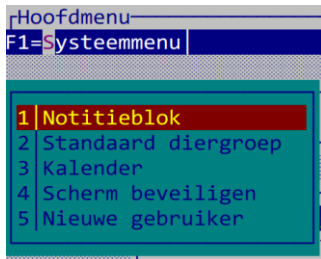 Hoofdmenu
F1=Systeemmenu
1 Notitieblok
2 Standaard diergroep
3 Kalender
4 Scherm beveiligen
5 Nieuwe gebruiker